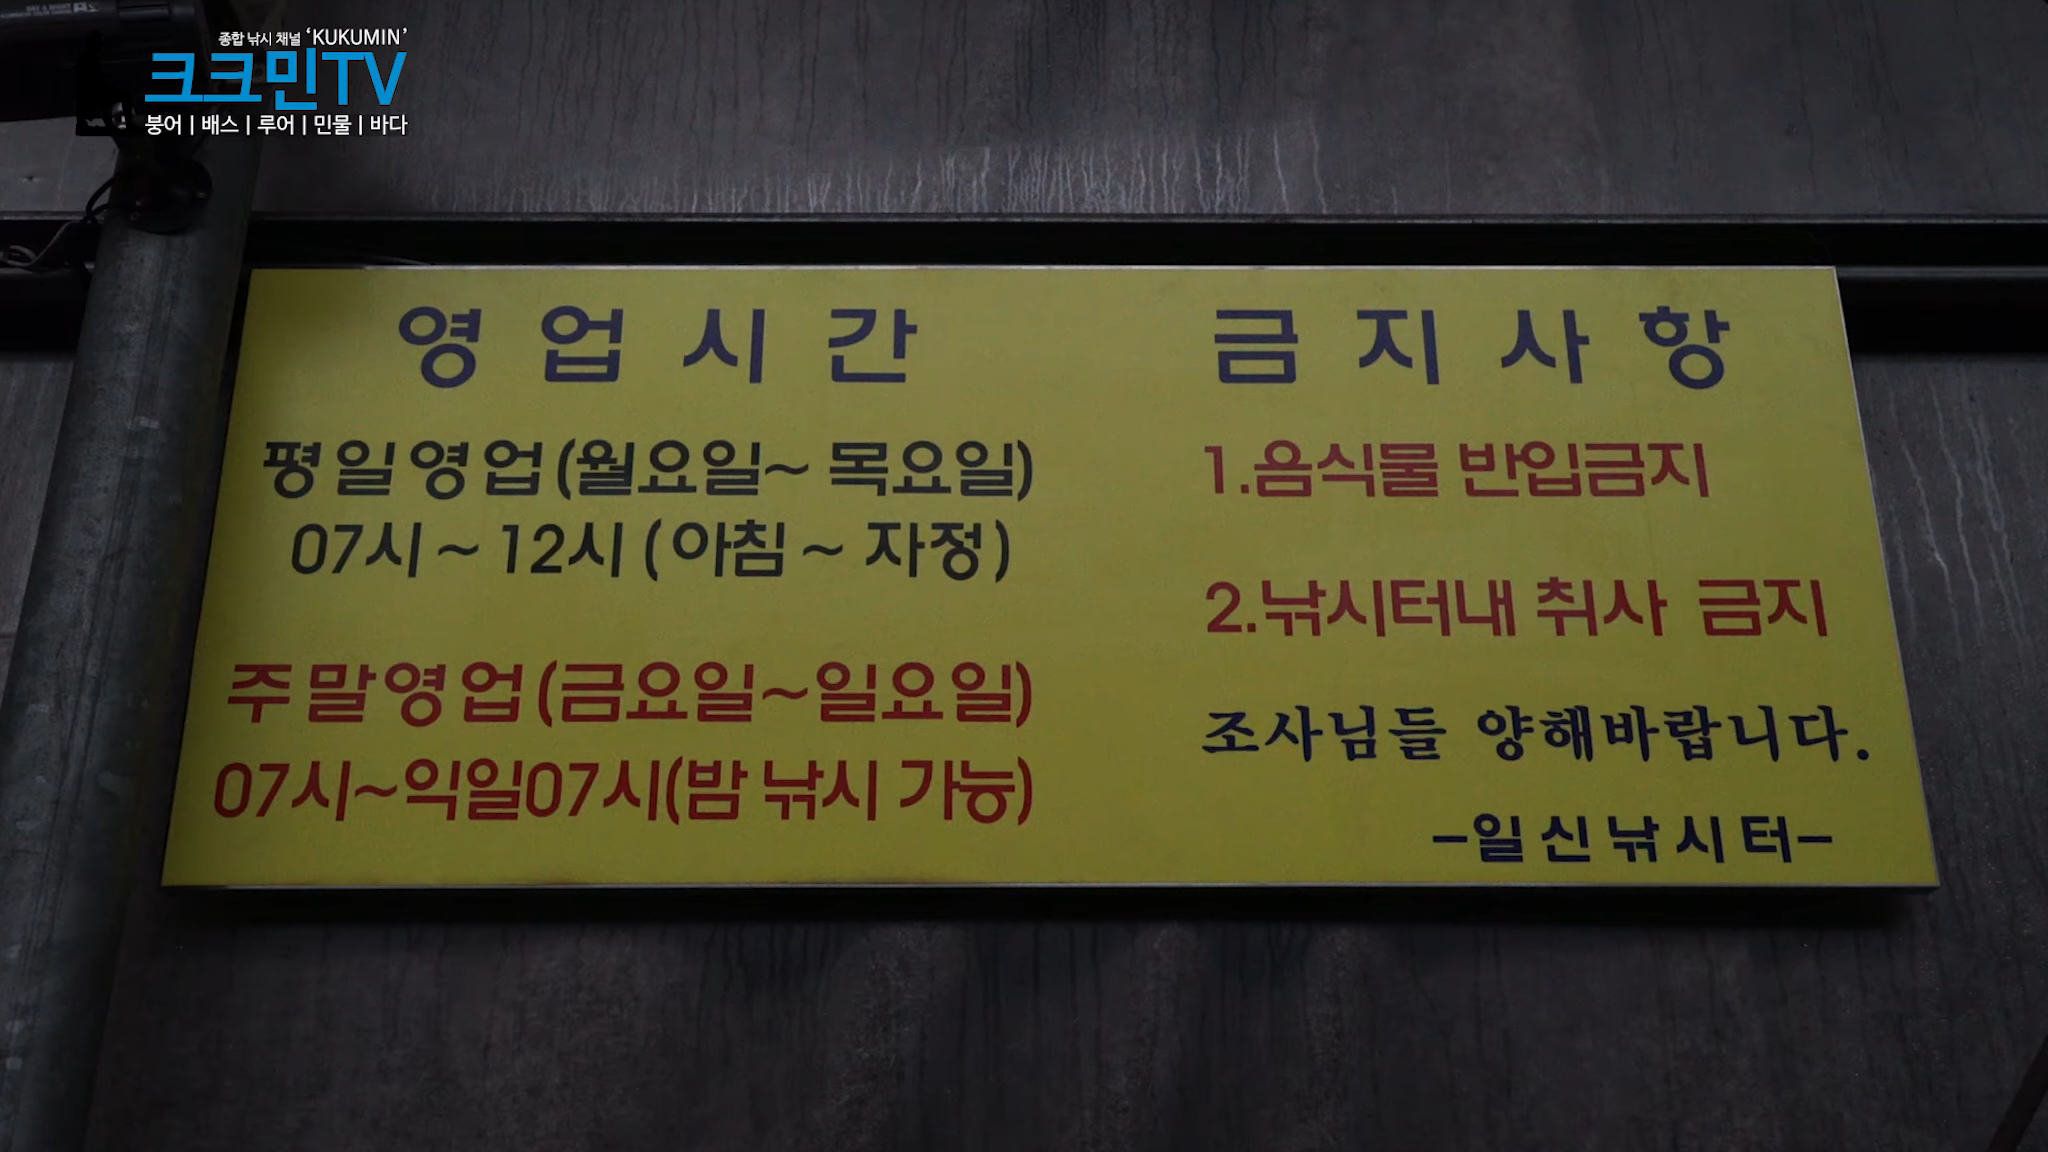 종합 낚시 채널 'KUKUMIN'
크크민TV
붕어 | 배스 | 루어 | 민물 | 바다
영업시간
평일영업(월요일~ 목요일)
07시~12시(아침~ 자정)
주말영업(금요일~일요일)
07시~익일07시(밤 낚시 가능)
금지사항
1.음식물 반입금지
2.낚시터내 취사 금지
조사님들 양해바랍니다.
-일신낚시터-